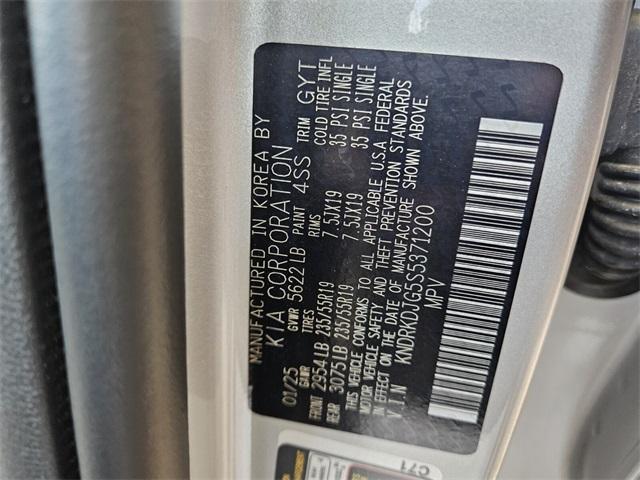 MANUFACTURED IN KOREA BY
KIA CORPORATION
01/25 GVWR 5622LB PAINT 4SS TRIM GYT
GAWR TIRES RIMS COLD TIRE INFL
FRONT 2954LB 235/55R19 7.5JX19 35 PSI SINGLE
REAR 3075LB 235/55R19 7.5JX19 35 PSI SINGLE
THIS VEHICLE CONFORMS TO ALL APPLICABLE U.S.A FEDERAL
MOTOR VEHICLE SAFETY AND THEFT PREVENTION STANDARDS
IN EFFECT ON THE DATE OF MANUFACTURE SHOWN ABOVE.
V.I.N KNDRKDJG5S5371200
MPV
C71